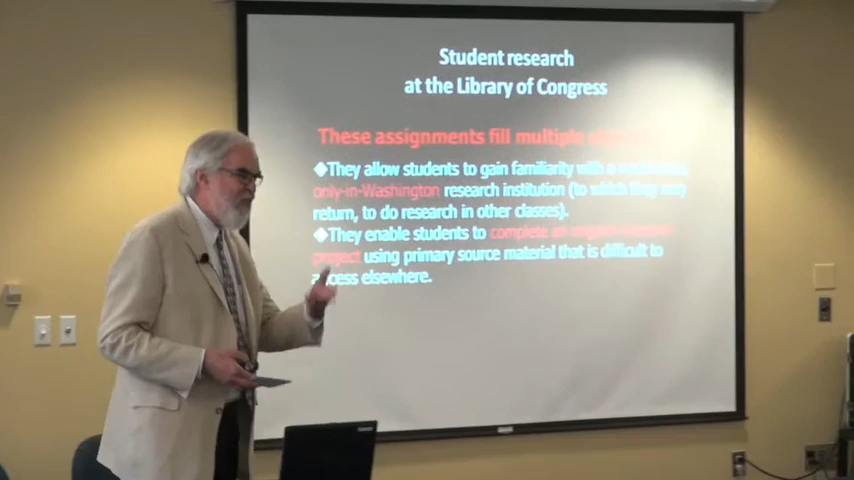 Student research
at the Library of Congress
These assignments fill multiple
❖They allow students to gain familiarity with a
only-in-Washington research institution (to which they may
return, to do research in other classes).
❖They enable students to complete an original research
project using primary source material that is difficult to
access elsewhere.